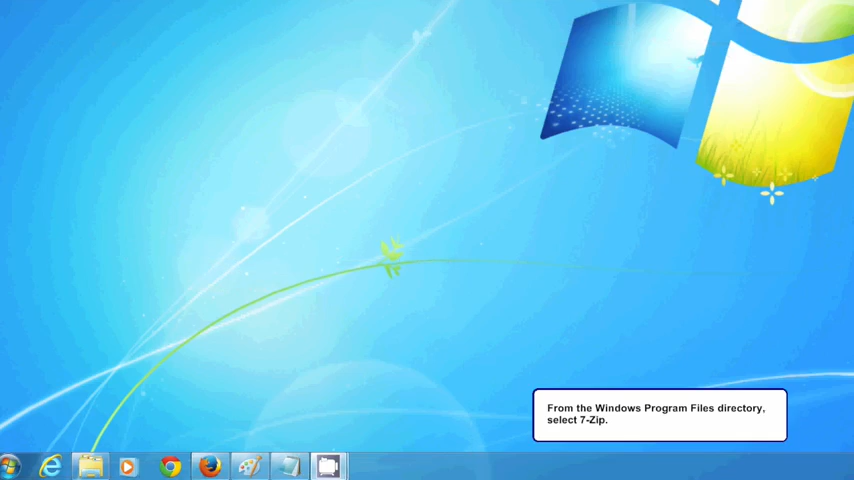 From the Windows Program Files directory,
select 7-Zip.